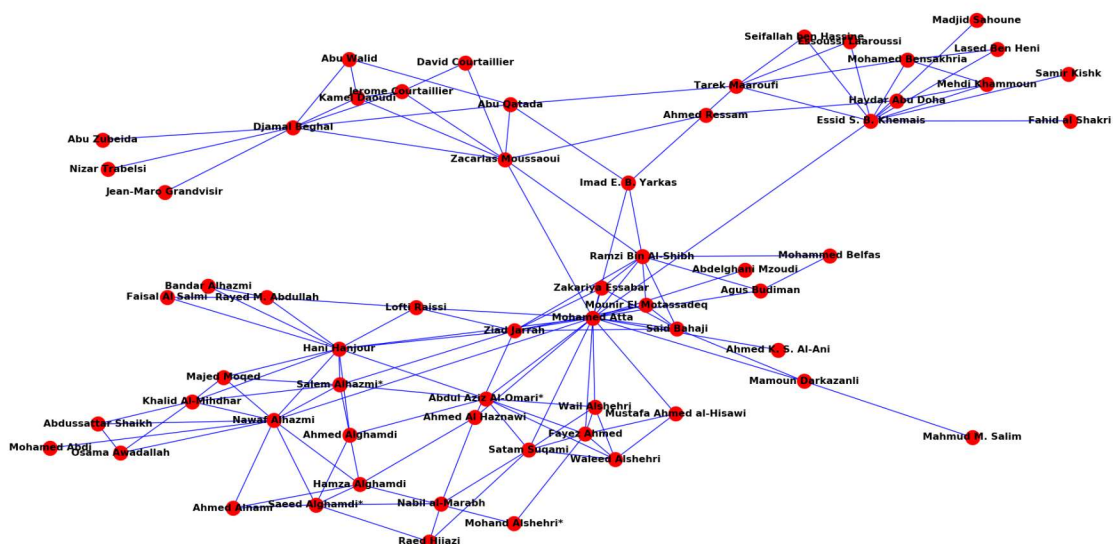 Madjid Sahoune
Seifallah ben Hassine
Essoussi Laaroussi
Lased Ben Heni
Mohamed Bensakhria
Abu Walid
David Courtaillier
Samir Kishk
Mehdi Khammoun
Tarek Maaroufi
Jerome Courtaillier
Kamel Daoudi
Haydar Abu Doha
Abu Qatada
Ahmed Ressam
Essid S. B. Khemais
Fahid al Shakri
Djamal Beghal
Abu Zubeida
Zacarias Moussaoui
Nizar Trabelsi
Imad E. B. Yarkas
Jean-Maro Grandvisir
Ramzi Bin Al-Shibh
Mohammed Belfas
Abdelghani Mzoudi
Bandar Alhazmi
Zakariya Essabar
Agus Budiman
Faisal Al Salmi
Rayed M. Abdullah
Mounir El Motassadeq
Lofti Raissi
Mohamed Atta
Ziad Jarrah
Said Bahaji
Hani Hanjour
Ahmed K. S. Al-Ani
Majed Moqed
Mamoun Darkazanli
Salem Alhazmi*
Abdul Aziz Al-Omari*
Khalid Al-Mihdhar
Wail Alshehri
Mustafa Ahmed al-Hisawi
Ahmed Al Haznawi
Nawaf Alhazmi
Abdussattar Shaikh
Ahmed Alghamdi
Fayez Ahmed
Mahmud M. Salim
Mohamed Abdi
Satam Suqami
Osama Awadallah
Waleed Alshehri
Hamza Alghamdi
Nabil al-Marabh
Saeed Alghamdi*
Ahmed Alnami
Mohand Alshehri*
Raed Hijazi